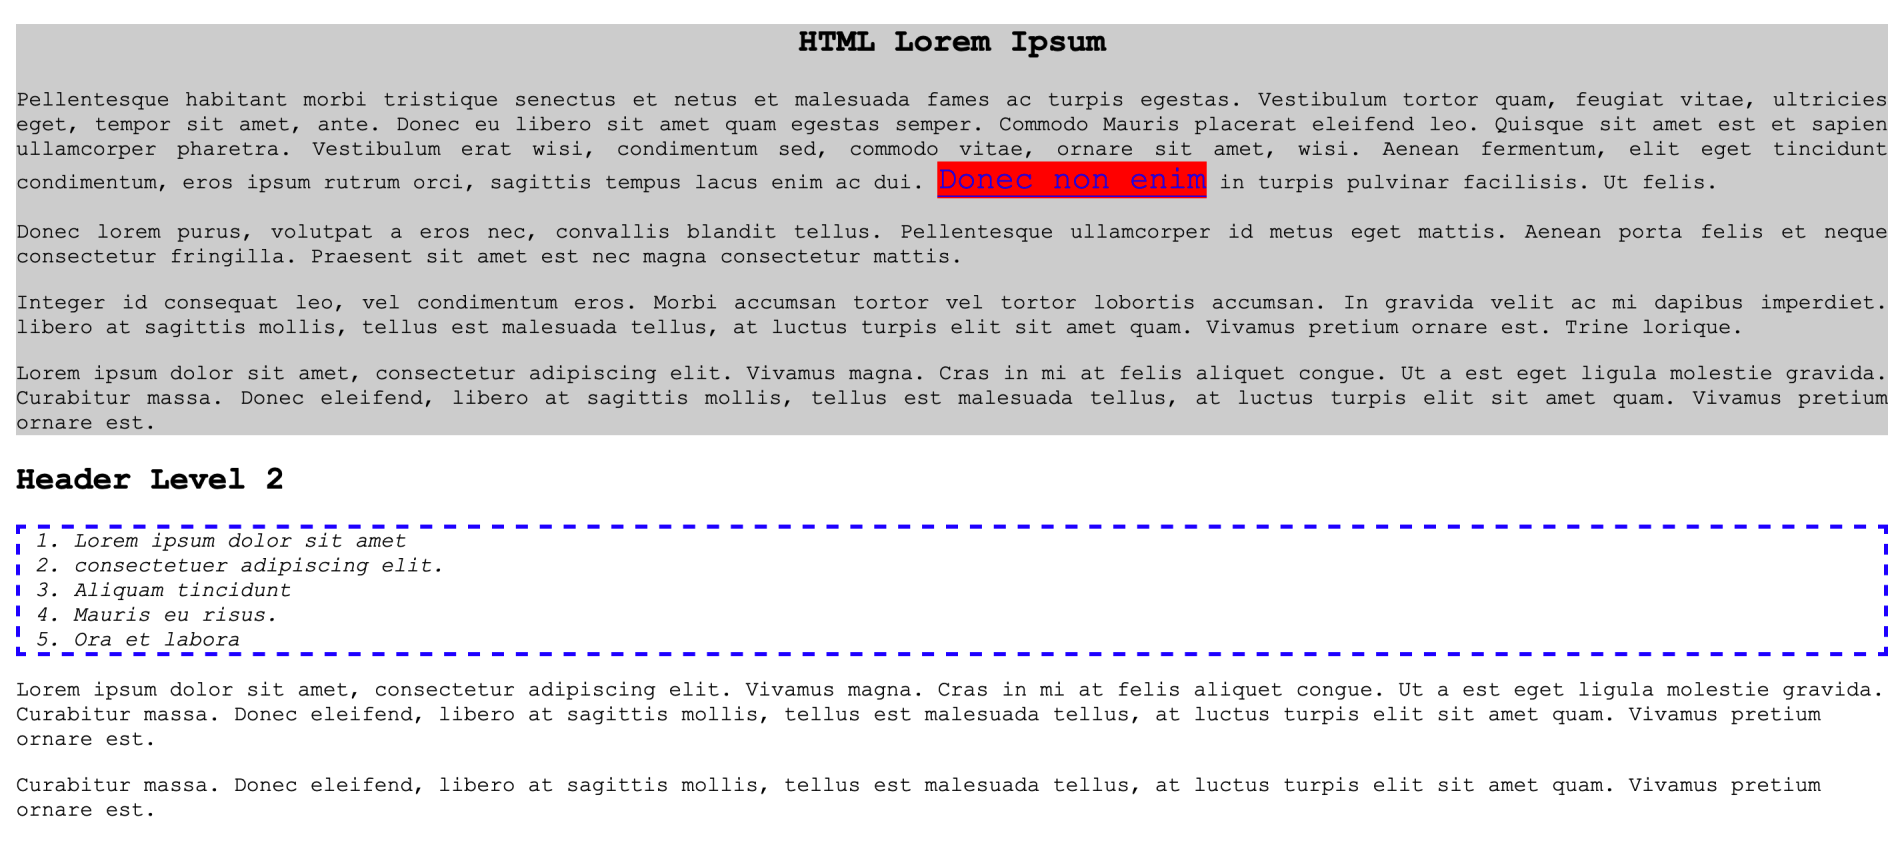 HTML Lorem Ipsum
Pellentesque habitant morbi tristique senectus et netus et malesuada fames ac turpis egestas. Vestibulum tortor quam, feugiat vitae, ultricies
eget, tempor sit amet, ante. Donec eu libero sit amet quam egestas semper. Commodo Mauris placerat eleifend leo. Quisque sit amet est et sapien
ullamcorper pharetra. Vestibulum erat wisi, condimentum sed, commodo vitae, ornare sit amet, wisi. Aenean fermentum, elit eget tincidunt
condimentum, eros ipsum rutrum orci, sagittis tempus lacus enim ac dui. Donec non enim in turpis pulvinar facilisis. Ut felis.
Donec lorem purus, volutpat a eros nec, convallis blandit tellus. Pellentesque ullamcorper id metus eget mattis. Aenean porta felis et neque
consectetur fringilla. Praesent sit amet est nec magna consectetur mattis.
Integer id consequat leo, vel condimentum eros. Morbi accumsan tortor vel tortor lobortis accumsan. In gravida velit ac mi dapibus imperdiet.
libero at sagittis mollis, tellus est malesuada tellus, at luctus turpis elit sit amet quam. Vivamus pretium ornare est. Trine lorique.
Lorem ipsum dolor sit amet, consectetur adipiscing elit. Vivamus magna. Cras in mi at felis aliquet congue. Ut a est eget ligula molestie gravida.
Curabitur massa. Donec eleifend, libero at sagittis mollis, tellus est malesuada tellus, at luctus turpis elit sit amet quam. Vivamus pretium
ornare est.
Header Level 2
1. Lorem ipsum dolor sit amet
2. consectetuer adipiscing elit.
3. Aliquam tincidunt
4. Mauris eu risus.
5. Ora et labora
Lorem ipsum dolor sit amet, consectetur adipiscing elit. Vivamus magna. Cras in mi at felis aliquet congue. Ut a est eget ligula molestie gravida.
Curabitur massa. Donec eleifend, libero at sagittis mollis, tellus est malesuada tellus, at luctus turpis elit sit amet quam. Vivamus pretium
ornare est.
Curabitur massa. Donec eleifend, libero at sagittis mollis, tellus est malesuada tellus, at luctus turpis elit sit amet quam. Vivamus pretium
ornare est.